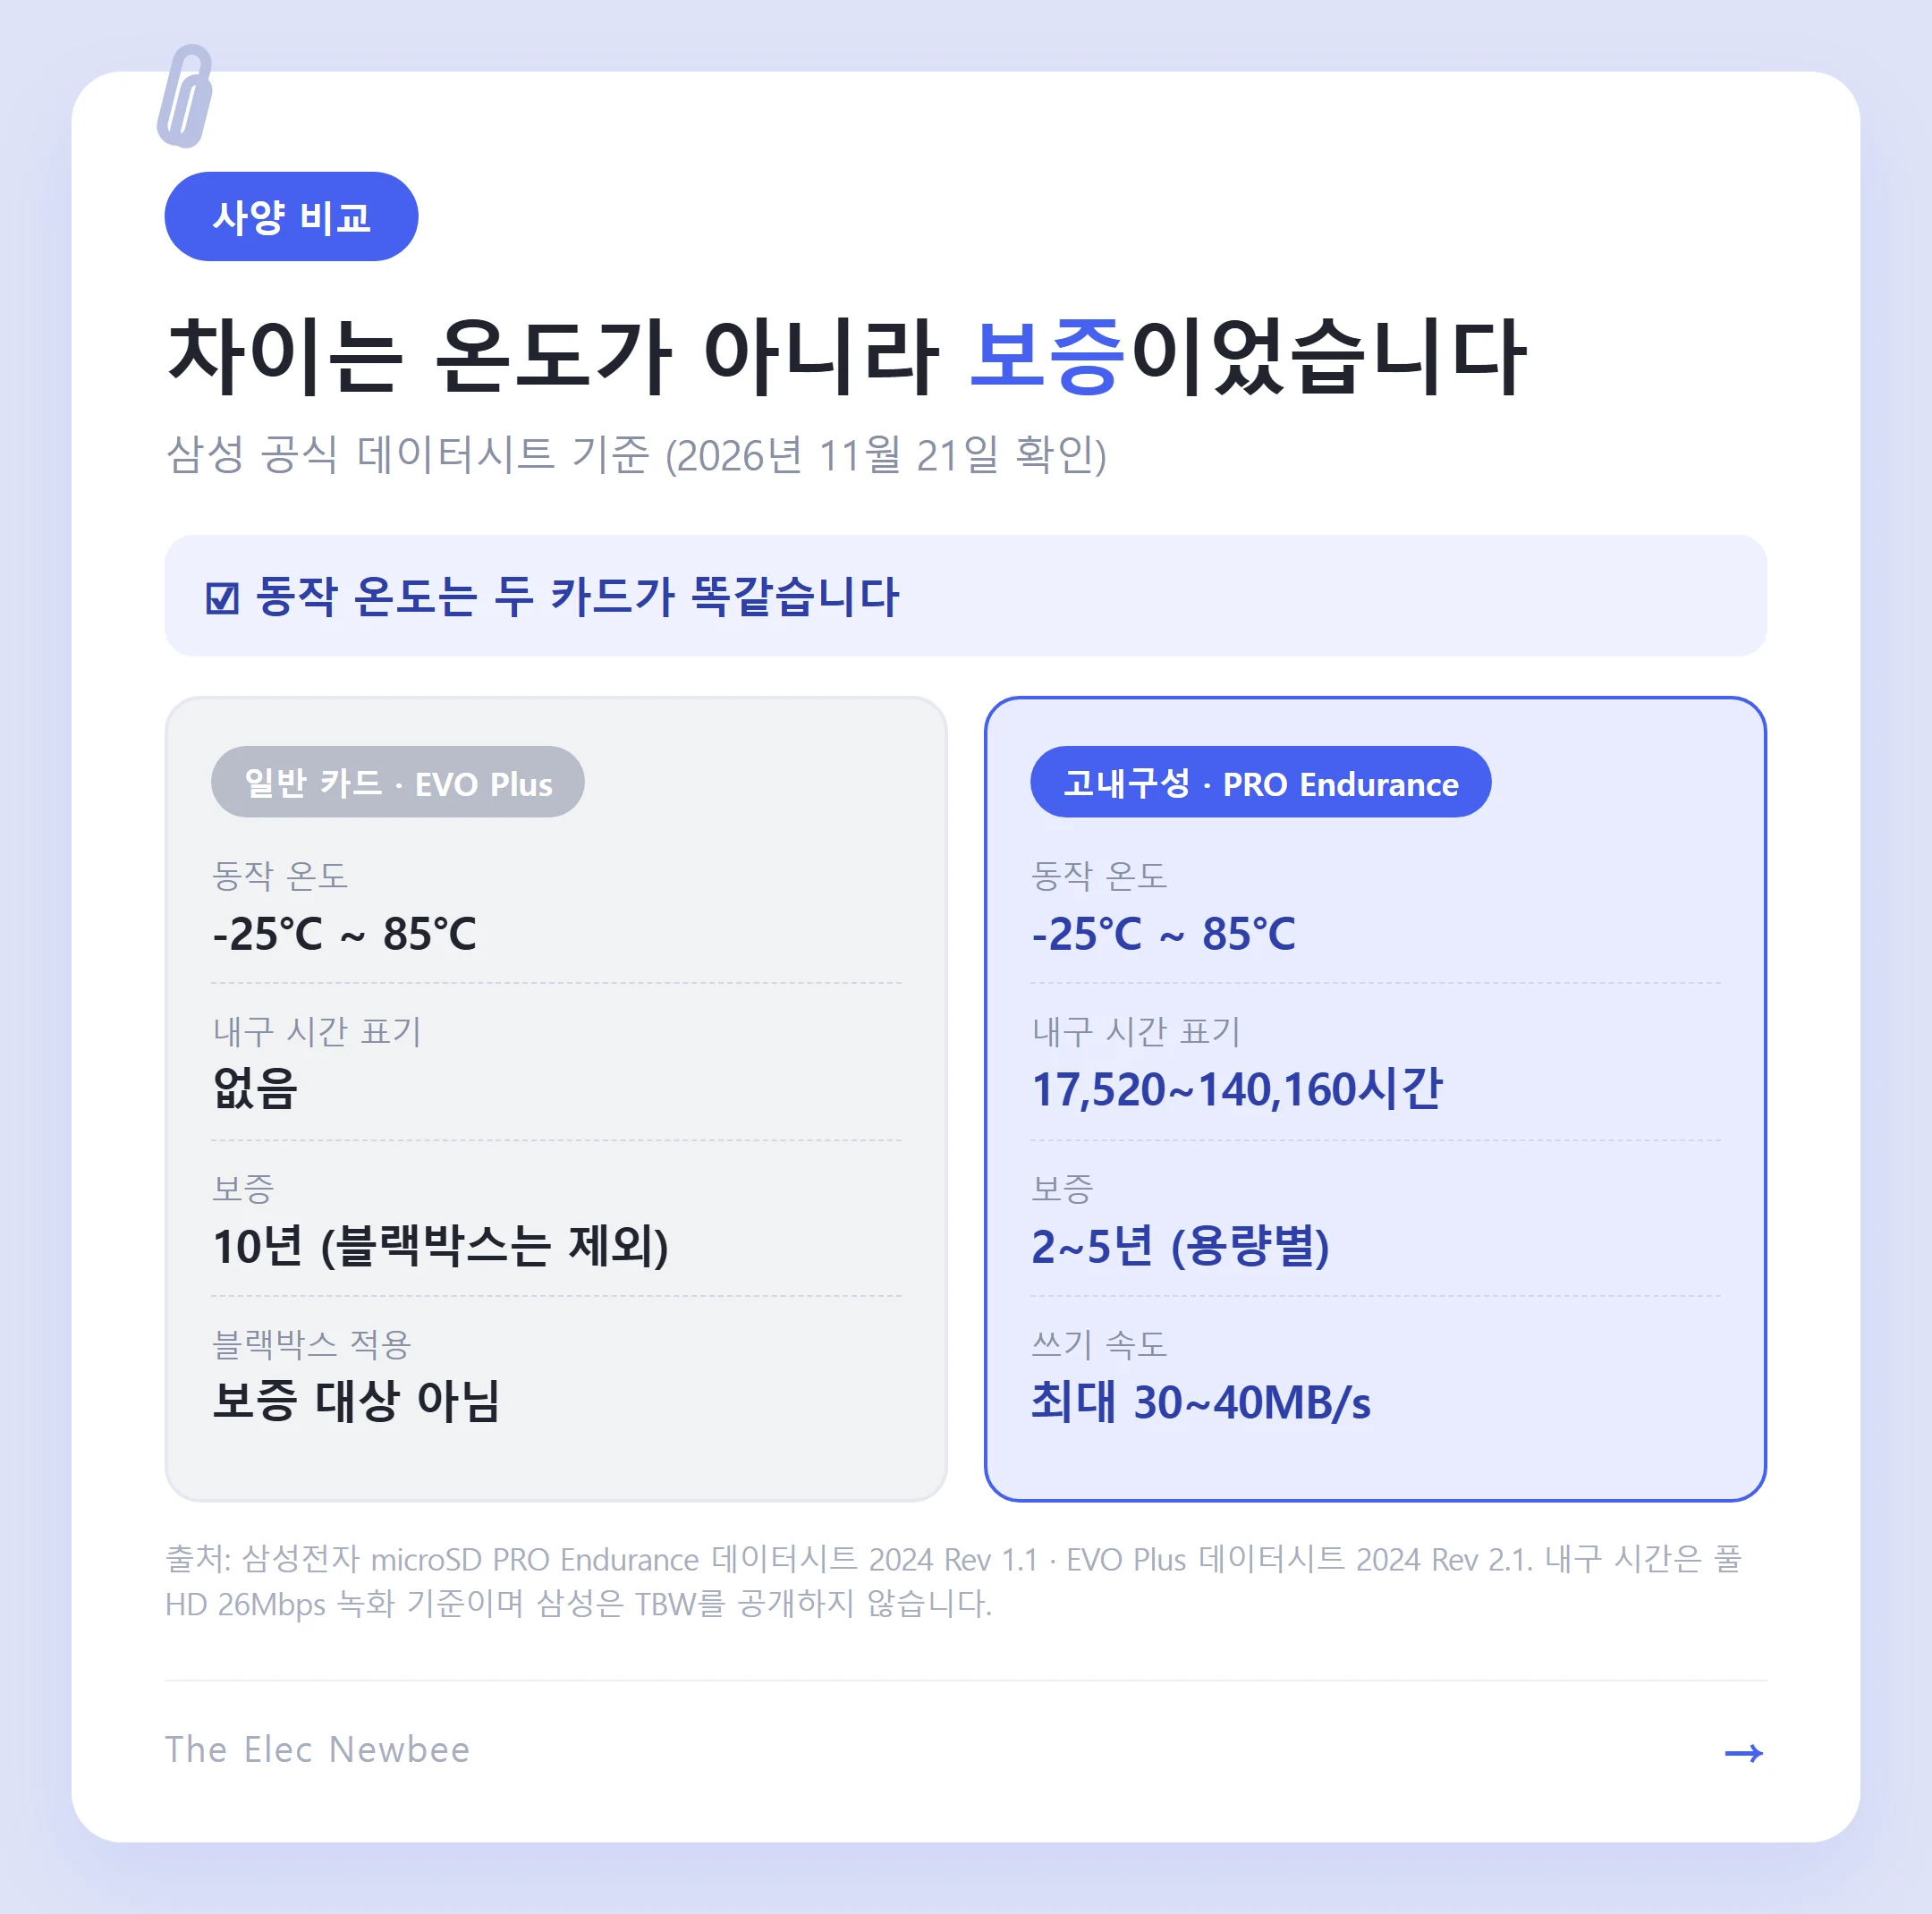 사양 비교
차이는 온도가 아니라 보증이었습니다
삼성 공식 데이터시트 기준 (2026년 11월 21일 확인)
☑ 동작 온도는 두 카드가 똑같습니다
일반 카드 · EVO Plus
동작 온도
-25℃ ~ 85℃
내구 시간 표기
없음
보증
10년 (블랙박스는 제외)
블랙박스 적용
보증 대상 아님
고내구성 · PRO Endurance
동작 온도
-25℃ ~ 85℃
내구 시간 표기
17,520~140,160시간
보증
2~5년 (용량별)
쓰기 속도
최대 30~40MB/s
출처: 삼성전자 microSD PRO Endurance 데이터시트 2024 Rev 1.1 · EVO Plus 데이터시트 2024 Rev 2.1. 내구 시간은 풀
HD 26Mbps 녹화 기준이며 삼성은 TBW를 공개하지 않습니다.
The Elec Newbee
→